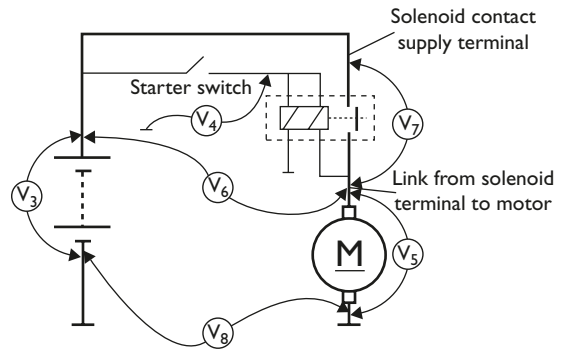 Solenoid contact
supply terminal
Starter switch
V4
V7
V3
V6
Link from solenoid
terminal to motor
M
V5
V8